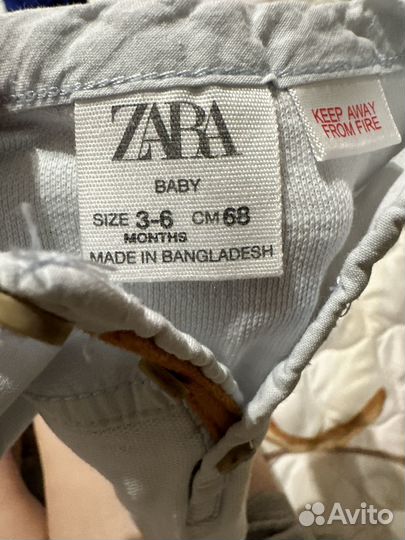 ZARA
BABY
SIZE 3-6 CM 68
MONTHS
MADE IN BANGLADESH
KEEP AWAY
FROM FIRE
Avito